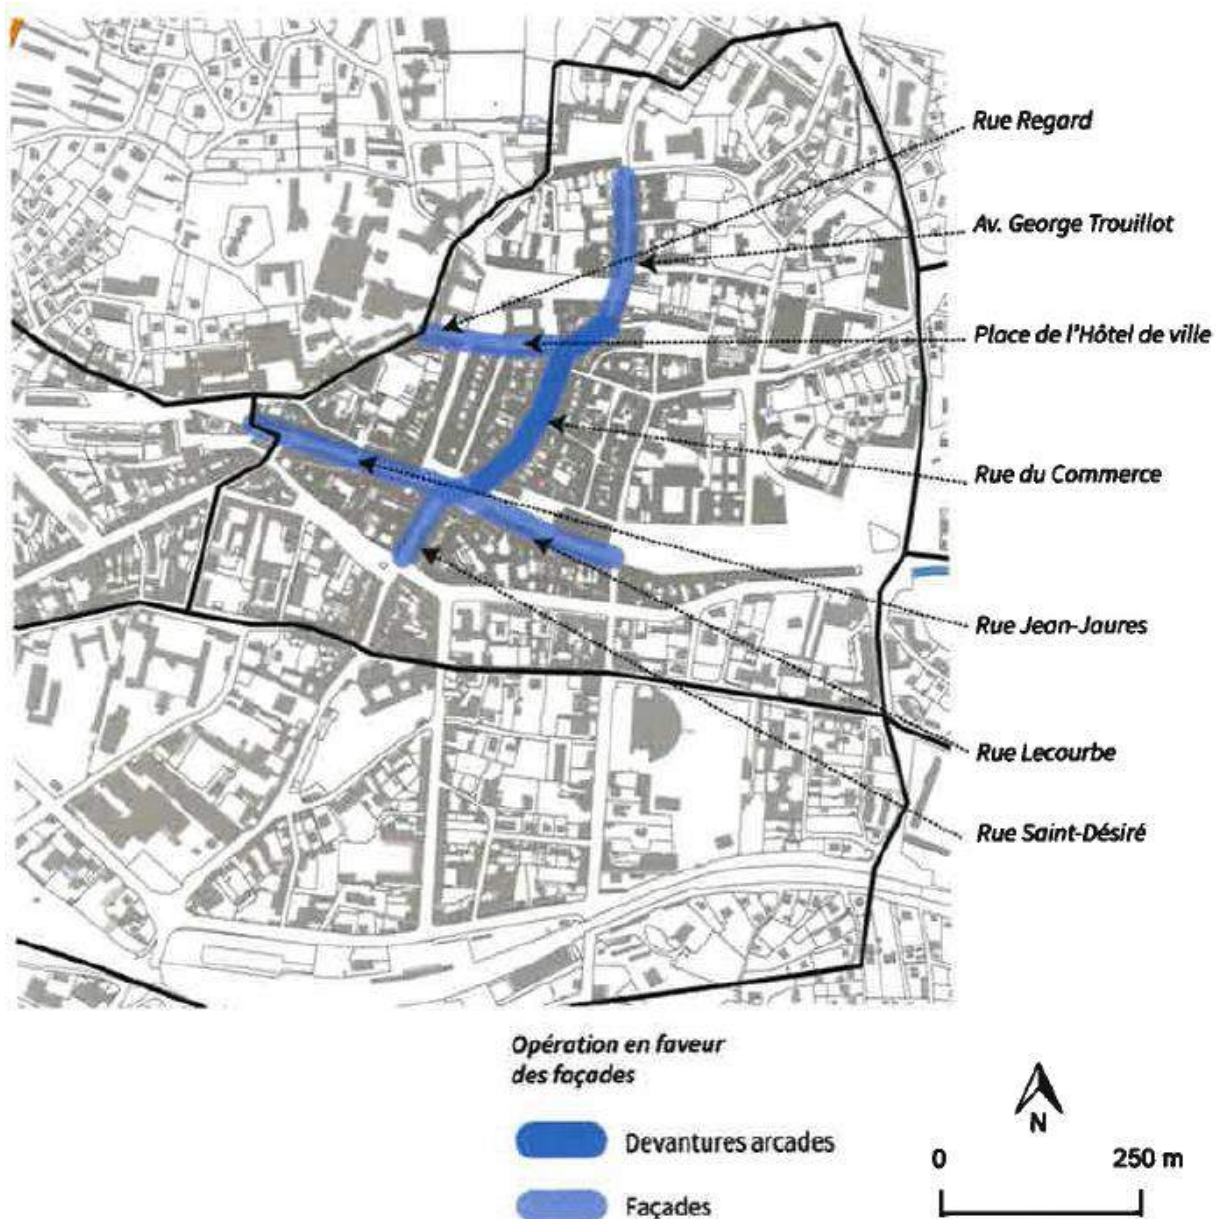 Rue Regard
Av. George Trouillot
Place de l'Hôtel de ville
Rue du Commerce
Rue Jean-Jaures
Rue Lecourbe
Rue Saint-Désiré
Opération en faveur
des façades
Devantures arcades
Façades
N
0 250 m